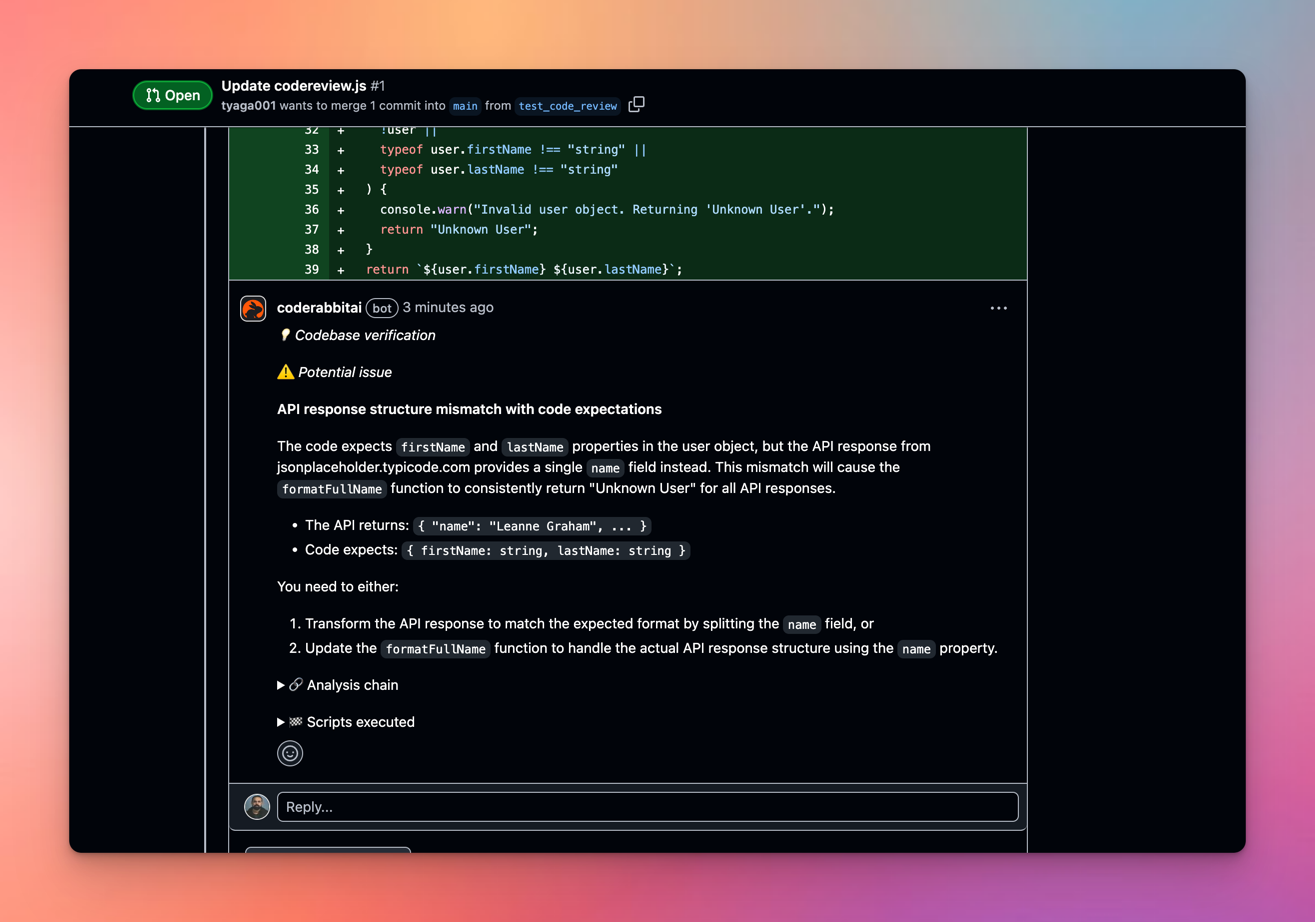 Open
Update codereview.js #1
tyaga001 wants to merge 1 commit into main from test_code_review
32 + !user ||
33 + typeof user.firstName !== "string" ||
34 + typeof user.lastName !== "string"
35 + ) {
36 + console.warn("Invalid user object. Returning 'Unknown User'.");
37 + return "Unknown User";
38 + }
39 + return `${user.firstName} ${user.lastName}`;
coderabbitai bot 3 minutes ago
Codebase verification
Potential issue
API response structure mismatch with code expectations
The code expects firstName and lastName properties in the user object, but the API response from
jsonplaceholder.typicode.com provides a single name field instead. This mismatch will cause the
formatFullName function to consistently return "Unknown User" for all API responses.
• The API returns: { "name": "Leanne Graham", ... }
• Code expects: { firstName: string, lastName: string }
You need to either:
1. Transform the API response to match the expected format by splitting the name field, or
2. Update the formatFullName function to handle the actual API response structure using the name property.
Analysis chain
Scripts executed
Reply...